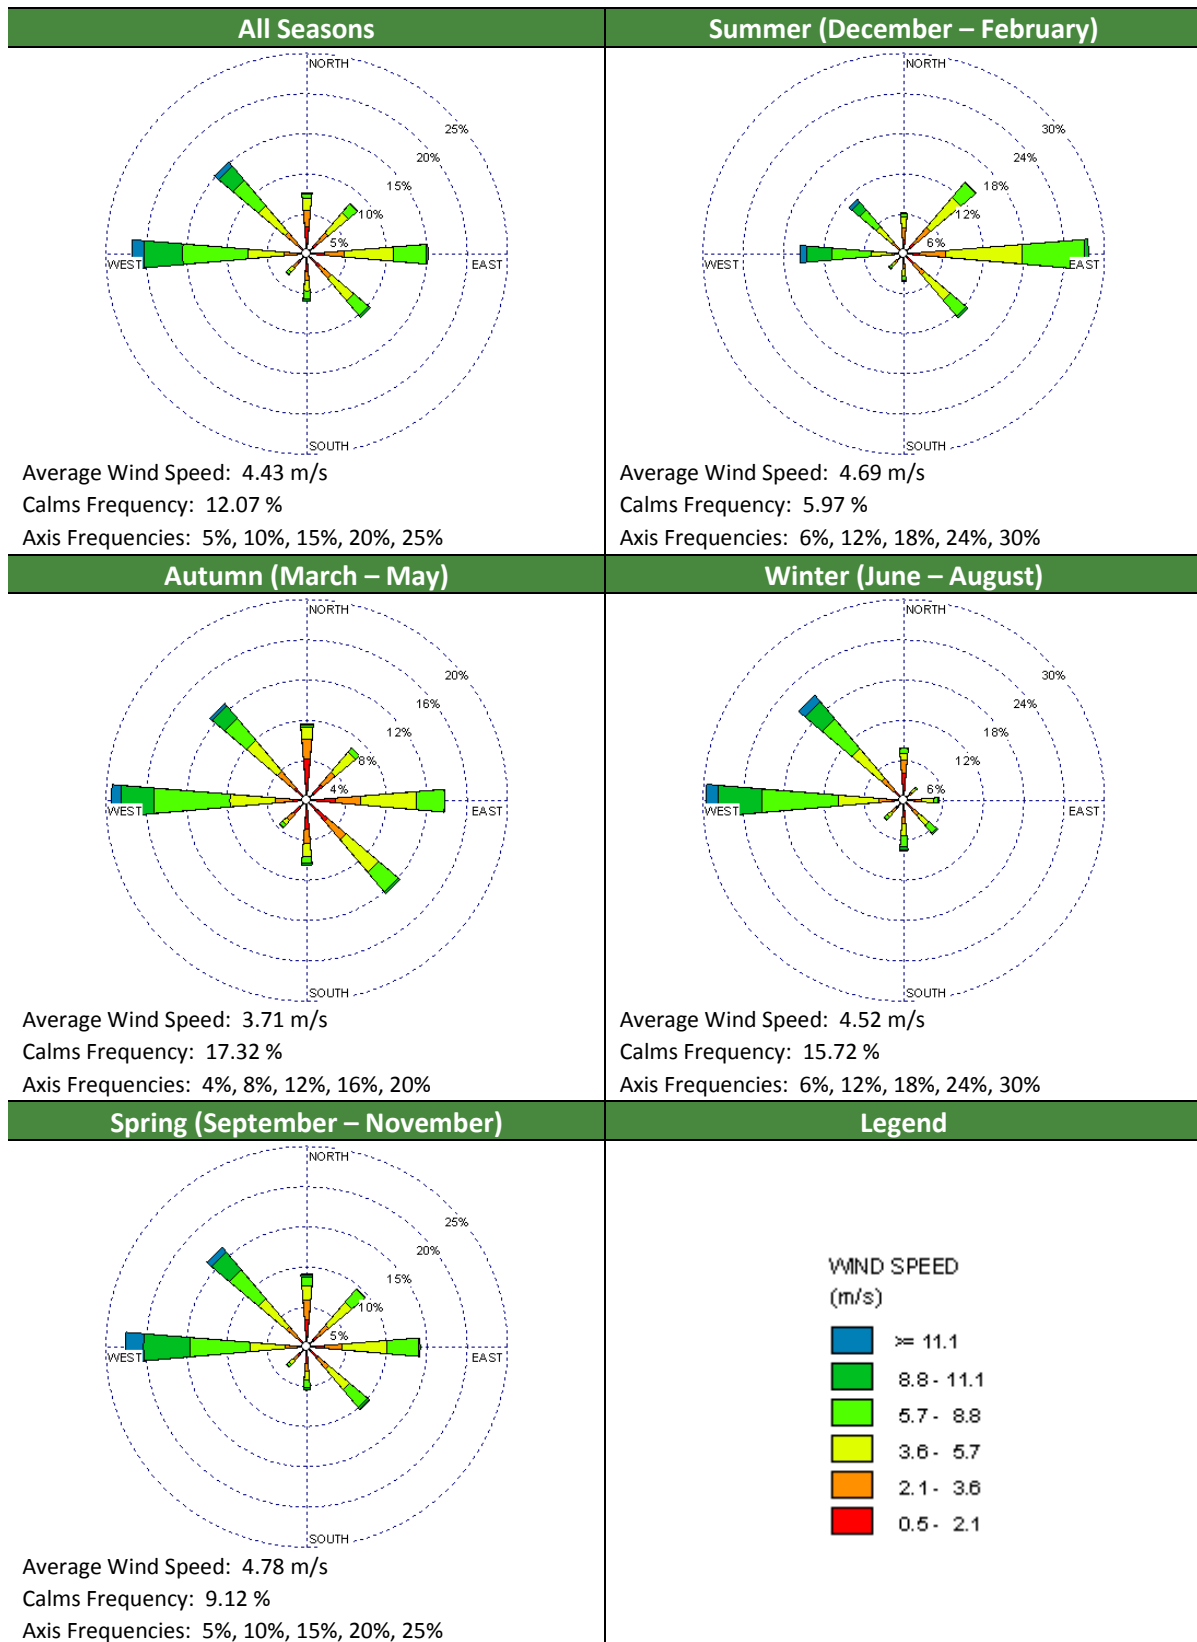 All Seasons
NORTH
25%
20%
15%
10%
5%
WEST
EAST
SOUTH
Average Wind Speed: 4.43 m/s
Calms Frequency: 12.07 %
Axis Frequencies: 5%, 10%, 15%, 20%, 25%
Summer (December – February)
NORTH
30%
24%
18%
12%
6%
WEST
EAST
SOUTH
Average Wind Speed: 4.69 m/s
Calms Frequency: 5.97 %
Axis Frequencies: 6%, 12%, 18%, 24%, 30%
Autumn (March – May)
NORTH
20%
16%
12%
8%
4%
WEST
EAST
SOUTH
Average Wind Speed: 3.71 m/s
Calms Frequency: 17.32 %
Axis Frequencies: 4%, 8%, 12%, 16%, 20%
Winter (June – August)
NORTH
30%
24%
18%
12%
6%
WEST
EAST
SOUTH
Average Wind Speed: 4.52 m/s
Calms Frequency: 15.72 %
Axis Frequencies: 6%, 12%, 18%, 24%, 30%
Spring (September – November)
NORTH
25%
20%
15%
10%
5%
WEST
EAST
SOUTH
Average Wind Speed: 4.78 m/s
Calms Frequency: 9.12 %
Axis Frequencies: 5%, 10%, 15%, 20%, 25%
Legend
WIND SPEED
(m/s)
>= 11.1
8.8 - 11.1
5.7 - 8.8
3.6 - 5.7
2.1 - 3.6
0.5 - 2.1